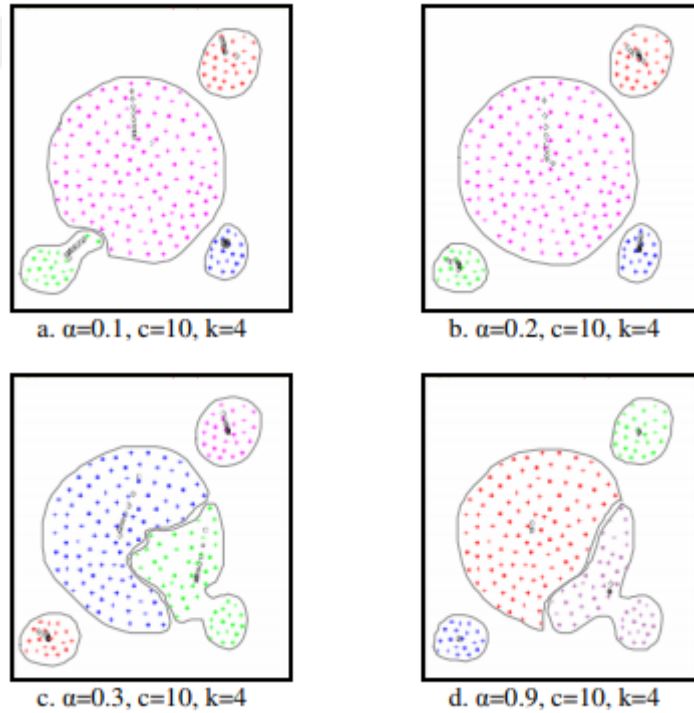 a. α=0.1, c=10, k=4
b. α=0.2, c=10, k=4
c. α=0.3, c=10, k=4
d. α=0.9, c=10, k=4